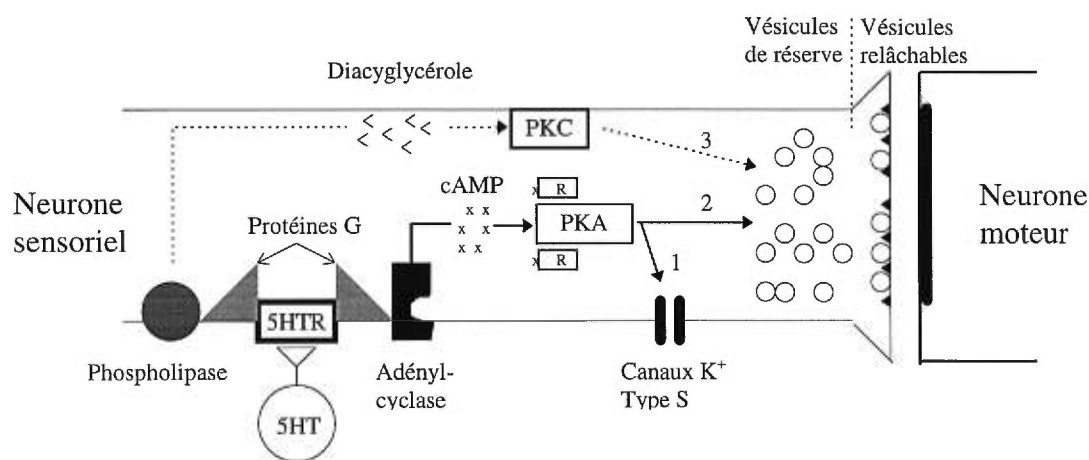 Vésicules
de réserve
Vésicules
relâchables
Diacyglycérole
PKC
3
cAMP
x
R
x x
x x
x x
PKA
x
R
2
1
Neurone
sensoriel
Neurone
moteur
Protéines G
5HTR
5HT
Phospholipase
Adényl-
cyclase
Canaux K⁺
Type S